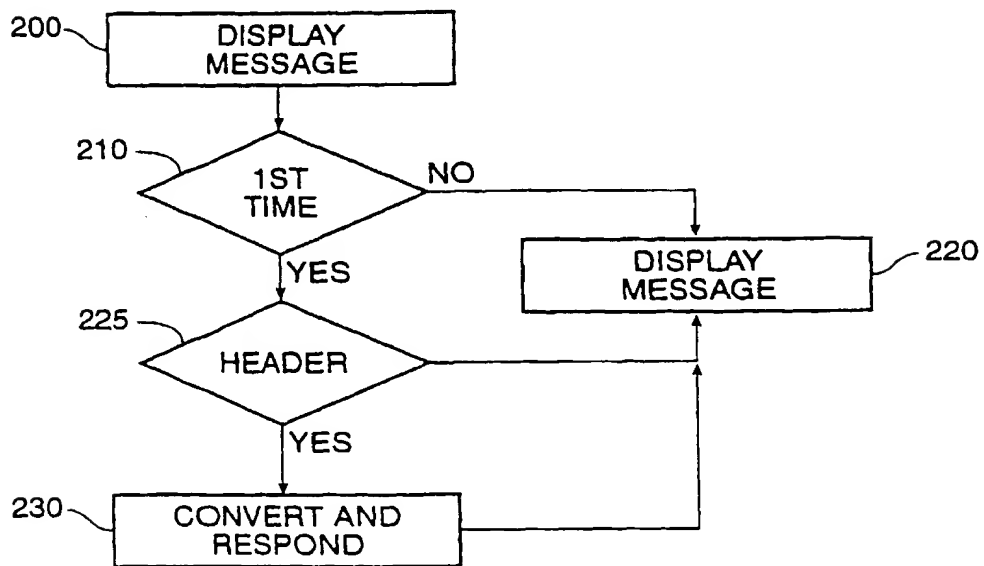 200
DISPLAY
MESSAGE
210
1ST
TIME
NO
YES
DISPLAY
MESSAGE
220
225
HEADER
YES
230
CONVERT AND
RESPOND